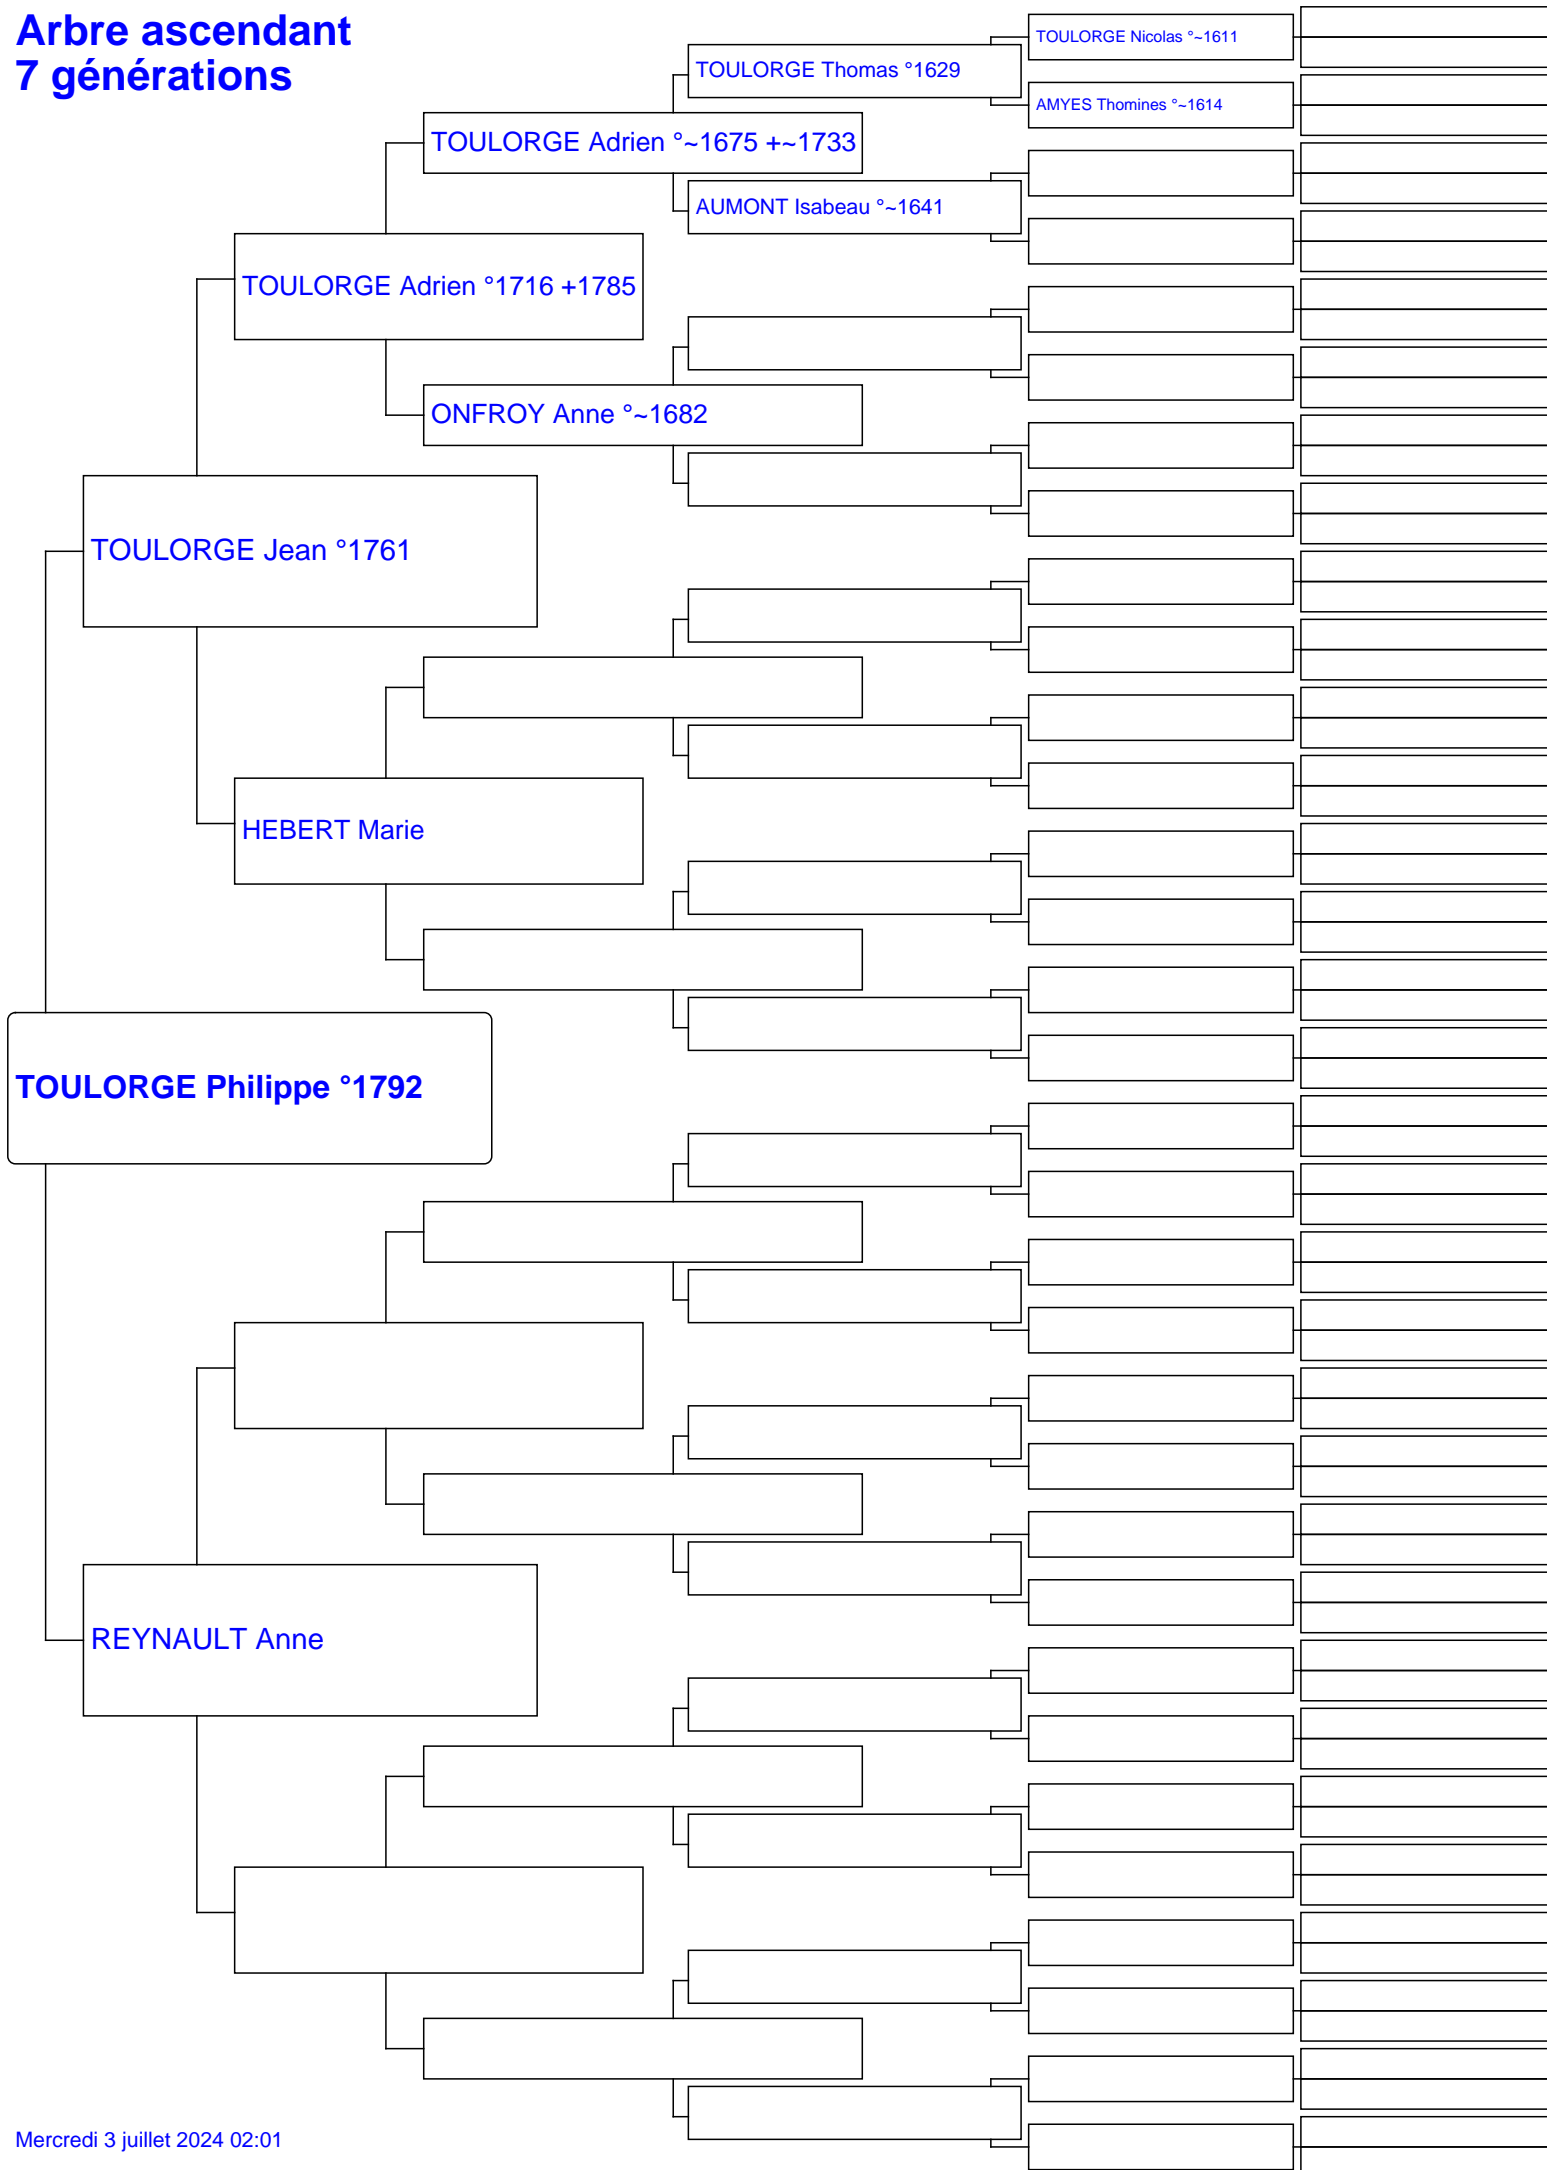 Arbre ascendant
7 générations
TOULORGE Nicolas °~1611
TOULORGE Thomas °1629
AMYES Thomines °~1614
TOULORGE Adrien °~1675 +~1733
AUMONT Isabeau °~1641
TOULORGE Adrien °1716 +1785
ONFROY Anne °~1682
TOULORGE Jean °1761
HEBERT Marie
TOULORGE Philippe °1792
REYNAULT Anne
Mercredi 3 juillet 2024 02:01